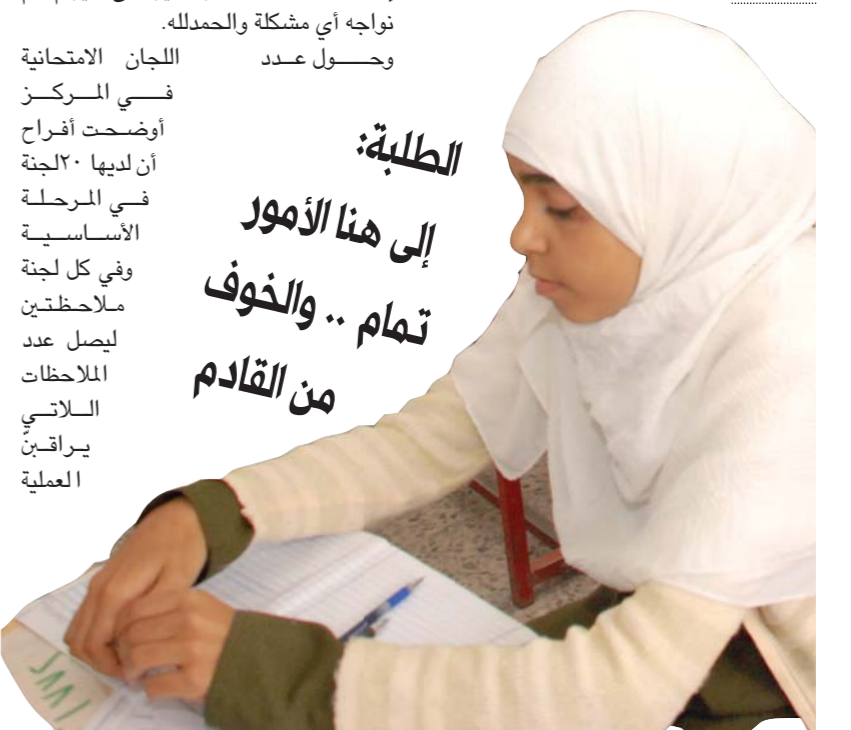 نواجه أي مشكلة والحمدلله.
وحول عدد اللجان الامتحانية
في المركز
أوضحت أفراح
أن لديها ٢٠لجنة
في المرحلة
الأساسية
وفي كل لجنة
ملاحظتين
ليصل عدد
الملاحظات
اللاتي
يراقبنّ
العملية
الطلبة:
إلى هنا الأمور
تمام .. والخوف
من القادم